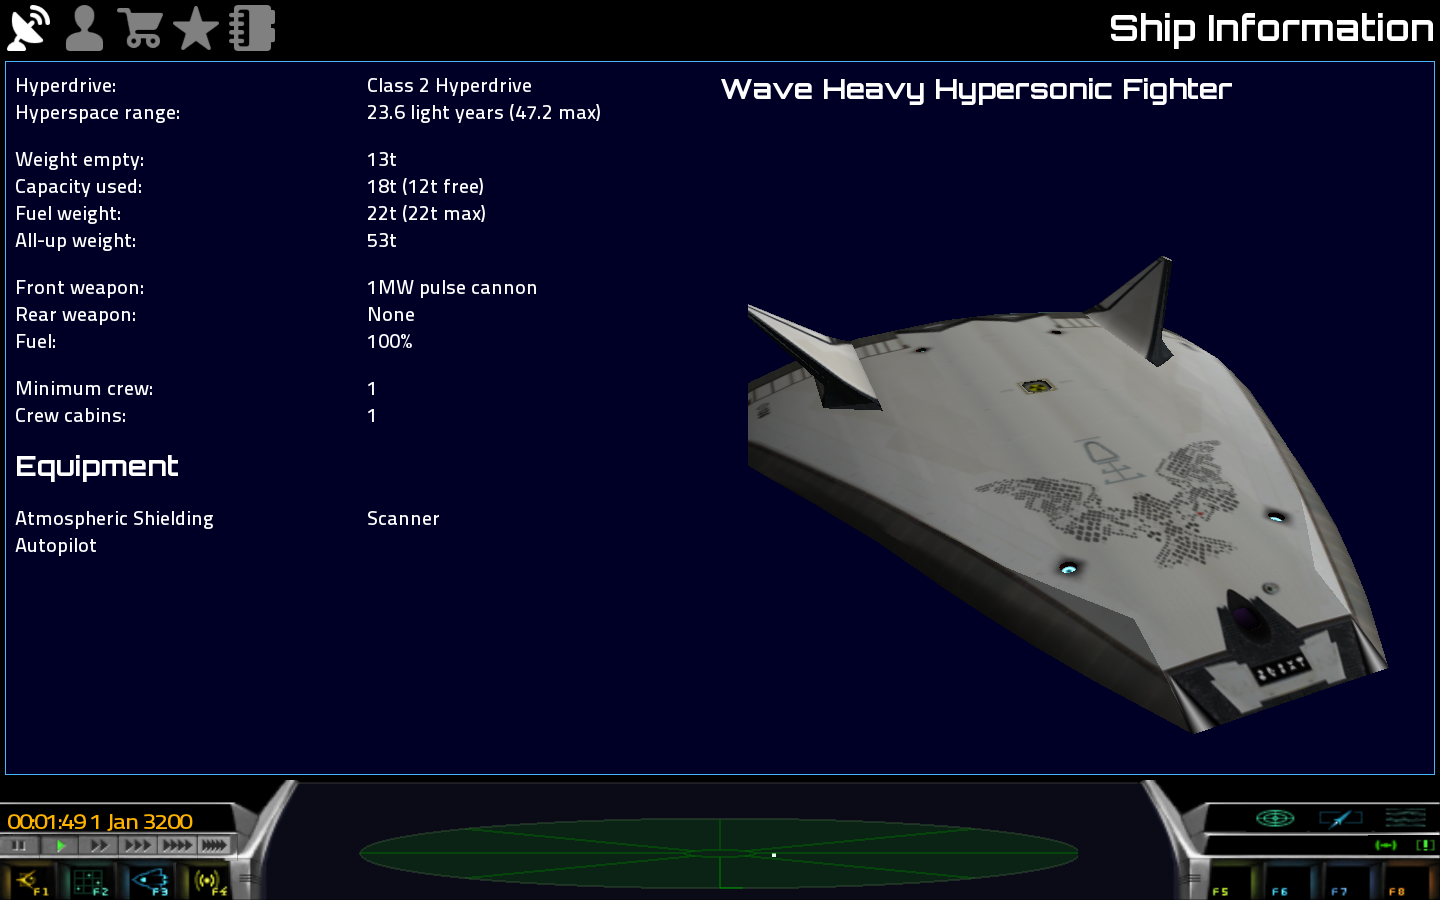 Ship Information
Hyperdrive: Class 2 Hyperdrive
Hyperspace range: 23.6 light years (47.2 max)
Weight empty: 13t
Capacity used: 18t (12t free)
Fuel weight: 22t (22t max)
All-up weight: 53t
Front weapon: 1MW pulse cannon
Rear weapon: None
Fuel: 100%
Minimum crew: 1
Crew cabins: 1
Equipment
Atmospheric Shielding Scanner
Autopilot
Wave Heavy Hypersonic Fighter
00:01:49 1 Jan 3200
F1 F2 F3 F4
F5 F6 F7 F8